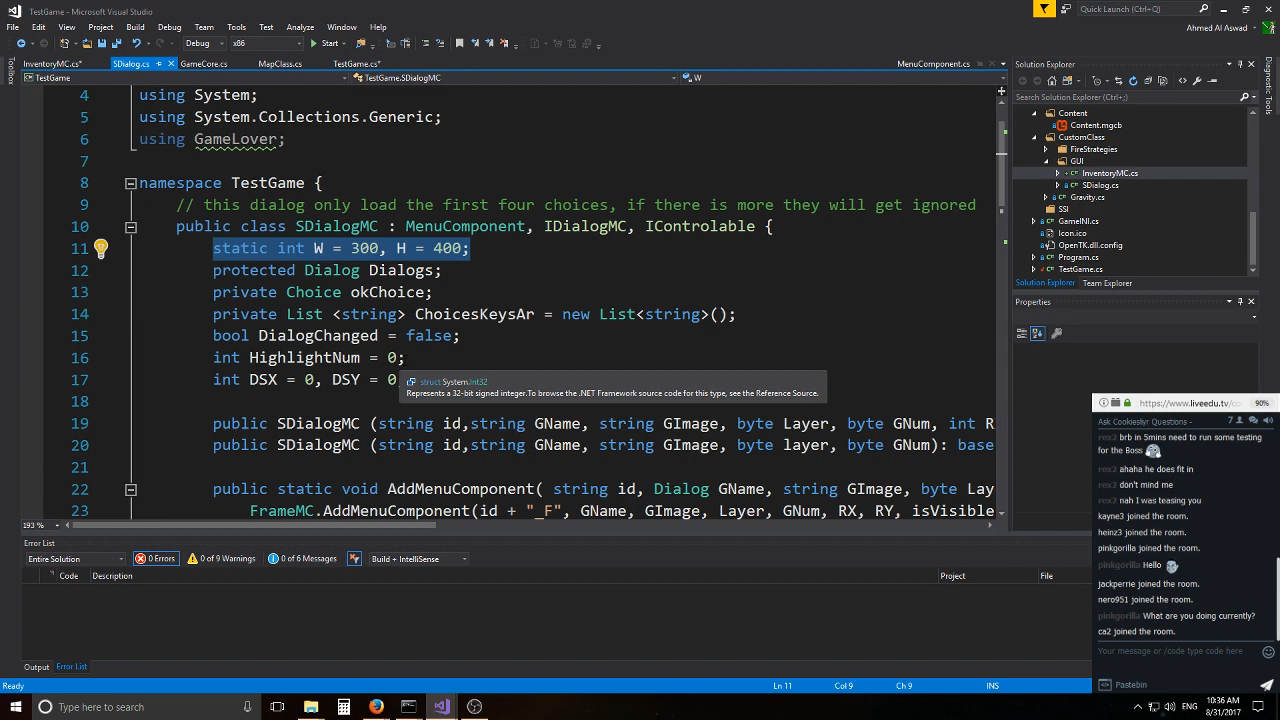 TestGame - Microsoft Visual Studio
Quick Launch (Ctrl+Q)
File Edit View Project Build Debug Team Tools Test Analyze Window Help
Ahmed Al Aswad
Debug x86 Start
InventoryMC.cs* SDialog.cs GameCore.cs MapClass.cs TestGame.cs* MenuComponent.cs
TestGame TestGame.SDialogMC W
Toolbox
4 using System;
5 using System.Collections.Generic;
6 using GameLover;
7
8 namespace TestGame {
9 // this dialog only load the first four choices, if there is more they will get ignored
10 public class SDialogMC : MenuComponent, IDialogMC, IControlable {
11 static int W = 300, H = 400;
12 protected Dialog Dialogs;
13 private Choice okChoice;
14 private List <string> ChoicesKeysAr = new List<string>();
15 bool DialogChanged = false;
16 int HighlightNum = 0;
17 int DSX = 0, DSY = 0
struct System.Int32
Represents a 32-bit signed integer.To browse the .NET Framework source code for this type, see the Reference Source.
18
19 public SDialogMC (string id,string GName, string GImage, byte Layer, byte GNum, int R
20 public SDialogMC (string id,string GName, string GImage, byte layer, byte GNum): base
21
22 public static void AddMenuComponent( string id, Dialog GName, string GImage, byte Lay
23 FrameMC.AddMenuComponent(id + "_F", GName, GImage, Layer, GNum, RX, RY, isVisible
193 %
Error List
Entire Solution 0 Errors 0 of 9 Warnings 0 of 6 Messages Build + IntelliSense
Code Description Project File
Output Error List
Ready Ln 11 Col 9 Ch 9 INS
Solution Explorer
Search Solution Explorer (Ctrl+;)
Content
Content.mgcb
CustomClass
FireStrategies
GUI
InventoryMC.cs
SDialog.cs
Gravity.cs
SSI
GameINI.cs
Icon.ico
OpenTK.dll.config
Program.cs
TestGame.cs
Solution Explorer Team Explorer
Properties
Diagnostic Tools
https://www.liveedu.tv/co 90%
Ask Cookieslyr Questions - 7
rex2 brb in 5mins need to run some testing
for the Boss
rex2 ahaha he does fit in
rex2 don't mind me
rex2 nah I was teasing you
kayne3 joined the room.
heinz3 joined the room.
pinkgorilla joined the room.
pinkgorilla Hello
jackperrie joined the room.
nero951 joined the room.
pinkgorilla What are you doing currently?
ca2 joined the room.
Your message or /code type code here
Pastebin
Type here to search
10:36 AM
8/31/2017